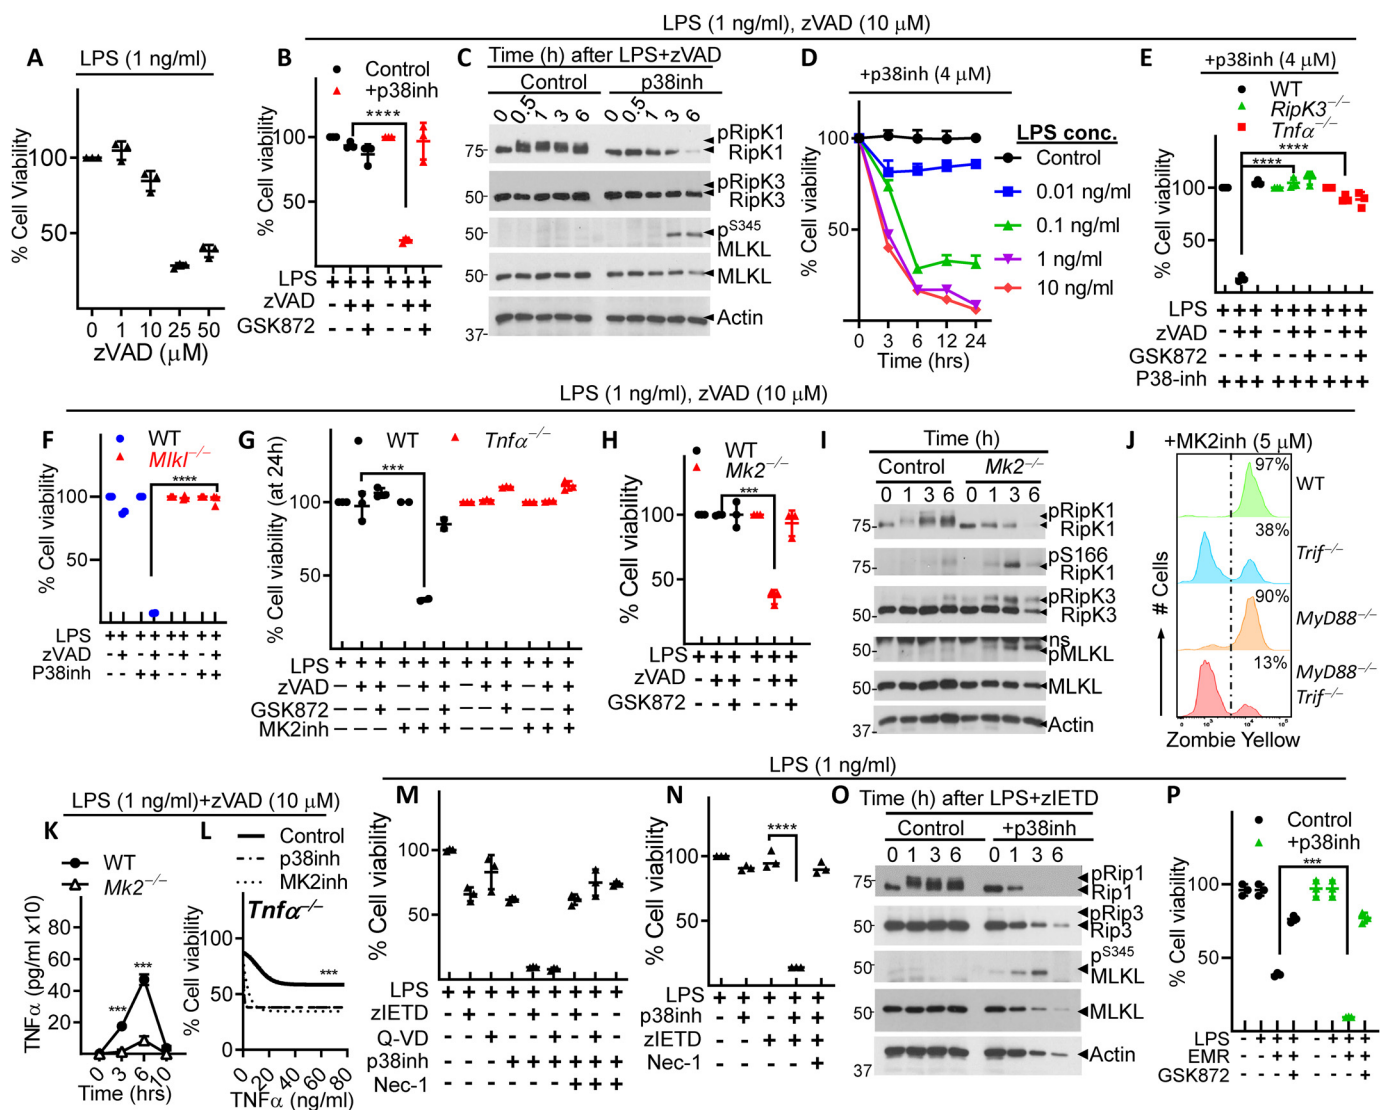 LPS (1 ng/ml), zVAD (10 μM)
A
LPS (1 ng/ml)
% Cell Viability
100
50
0 1 10 25 50
zVAD (μM)
B
Control
+p38inh
****
% Cell viability
100
50
LPS + + + + + +
zVAD - + + - + +
GSK872 - - + - - +
C
Time (h) after LPS+zVAD
Control p38inh
0 0.5 1 3 6 0 0.5 1 3 6
75 pRipK1
RipK1
50 pRipK3
RipK3
pS345
MLKL
50 MLKL
37 Actin
D
+p38inh (4 μM)
% Cell viability
100
50
0 3 6 12 24
Time (hrs)
LPS conc.
Control
0.01 ng/ml
0.1 ng/ml
1 ng/ml
10 ng/ml
E
+p38inh (4 μM)
WT
RipK3−/−
Tnfα−/−
****
****
% Cell viability
100
50
LPS + + + + + + + + +
zVAD - + + - + + - + +
GSK872 - - + - - + - - +
P38-inh + + + + + + + + +
LPS (1 ng/ml), zVAD (10 μM)
F
WT
Mlkl−/−
****
% Cell viability
100
50
LPS + + + + + + + +
zVAD - + - + - + - +
P38inh - - + + - - + +
G
WT Tnfα−/−
***
% Cell viability (at 24h)
100
50
LPS + + + + + + + + + + + +
zVAD - + + - + + - + + - + +
GSK872 - - + - - + - - + - - +
MK2inh - - - + + + - - - + + +
H
WT
Mk2−/−
***
% Cell viability
100
50
LPS + + + + + +
zVAD - + + - + +
GSK872 - - + - - +
I
Time (h)
Control Mk2−/−
0 1 3 6 0 1 3 6
75 pRipK1
RipK1
75 pS166
RipK1
50 pRipK3
RipK3
50 ns
pMLKL
50 MLKL
37 Actin
J
+MK2inh (5 μM)
97% WT
38% Trif−/−
90% MyD88−/−
13% MyD88−/−
Trif−/−
# Cells
Zombie Yellow
LPS (1 ng/ml)+zVAD (10 μM)
K
WT
Mk2−/−
TNFα (pg/ml x10)
80
60
40
20
0
***
***
0 3 6 10
Time (hrs)
L
Control
p38inh
MK2inh
Tnfα−/−
% Cell viability
100
50
0
***
0 20 40 60 80
TNFα (ng/ml)
LPS (1 ng/ml)
M
% Cell viability
100
50
LPS + + + + + + + + +
zIETD - + - - + - + - -
Q-VD - - + - - + - + -
p38inh - - - + + + + + +
Nec-1 - - - - - - + + +
N
****
% Cell viability
100
50
LPS + + + + +
p38inh - + - + +
zIETD - - + + +
Nec-1 - - - - +
O
Time (h) after LPS+zIETD
Control +p38inh
0 1 3 6 0 1 3 6
75 pRip1
Rip1
50 pRip3
Rip3
50 pS345
MLKL
50 MLKL
37 Actin
P
Control
+p38inh
***
% Cell viability
100
50
LPS - + + + - + + +
EMR - - + + - - + +
GSK872 - - - + - - - +